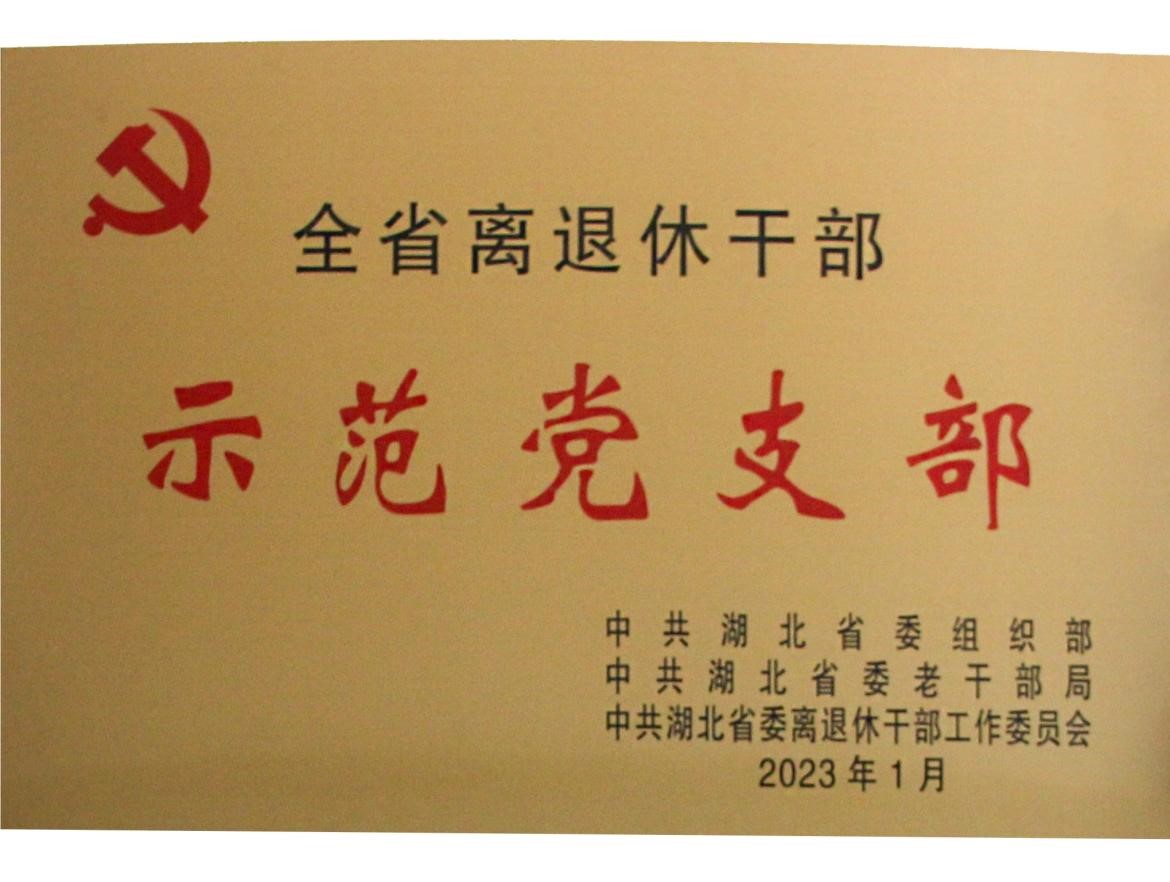 全省离退休干部
示范党支部
中共湖北省委组织部
中共湖北省委老干部局
中共湖北省委离退休干部工作委员会
2023年1月